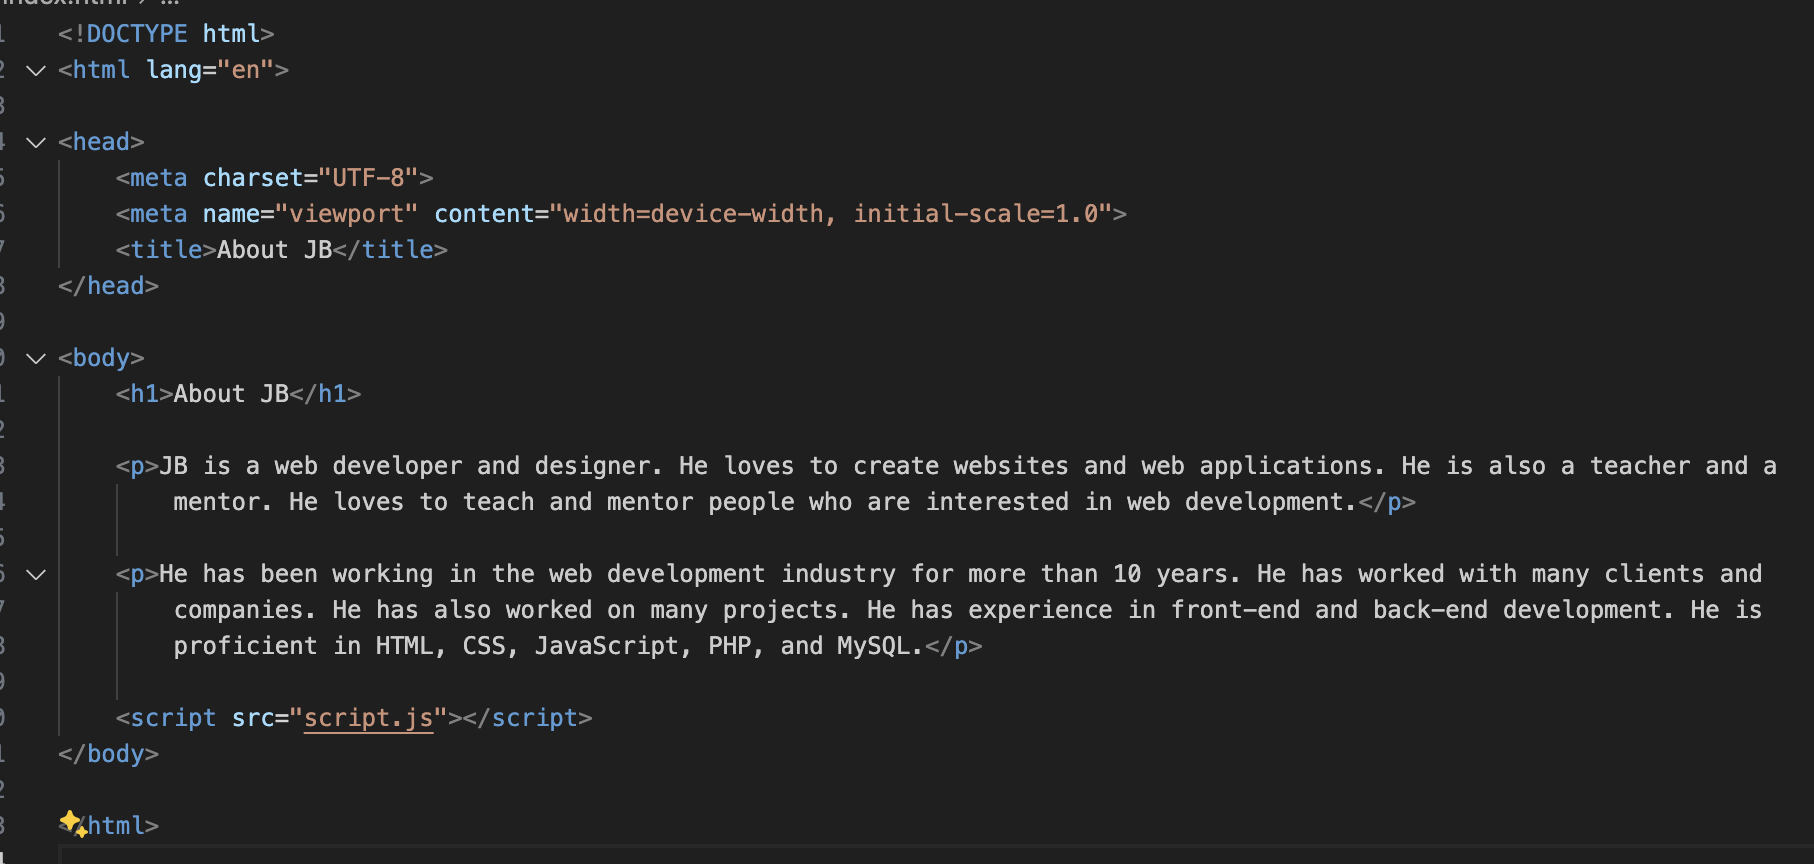 <!DOCTYPE html>
<html lang="en">
<head>
<meta charset="UTF-8">
<meta name="viewport" content="width=device-width, initial-scale=1.0">
<title>About JB</title>
</head>
<body>
<h1>About JB</h1>
<p>JB is a web developer and designer. He loves to create websites and web applications. He is also a teacher and a
mentor. He loves to teach and mentor people who are interested in web development.</p>
<p>He has been working in the web development industry for more than 10 years. He has worked with many clients and
companies. He has also worked on many projects. He has experience in front-end and back-end development. He is
proficient in HTML, CSS, JavaScript, PHP, and MySQL.</p>
<script src="script.js"></script>
</body>
</html>